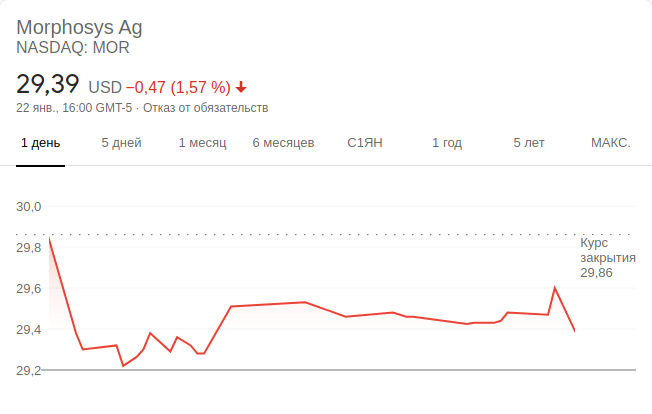 Morphosys Ag
NASDAQ: MOR
29,39 USD −0,47 (1,57 %)
22 янв., 16:00 GMT-5 · Отказ от обязательств
1 день 5 дней 1 месяц 6 месяцев С1ЯН 1 год 5 лет МАКС.
30,0
29,8
29,6
29,4
29,2
Курс
закрытия
29,86